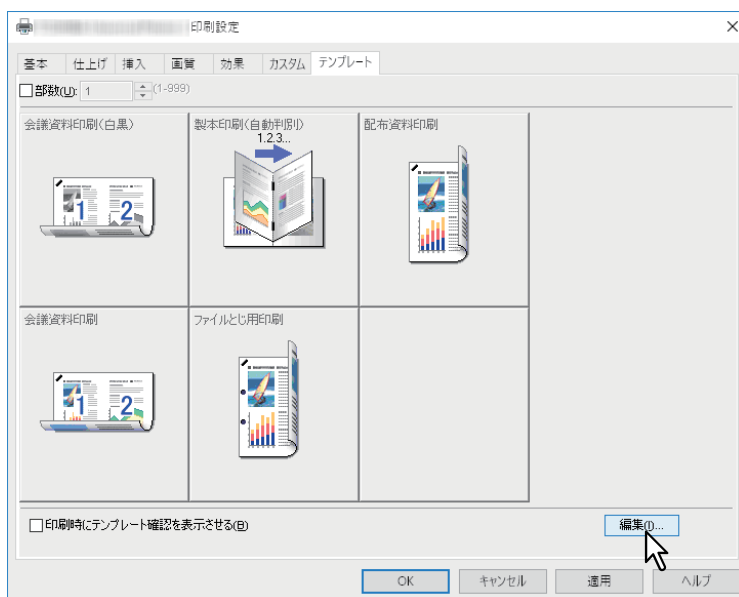 印刷設定
基本 仕上げ 挿入 画質 効果 カスタム テンプレート
部数(U): 1 (1-999)
会議資料印刷(白黒) 製本印刷(自動判別) 配布資料印刷
1.2.3...
1 2
会議資料印刷 ファイルとじ用印刷
1 2
印刷時にテンプレート確認を表示させる(B) 編集(I)...
OK キャンセル 適用 ヘルプ